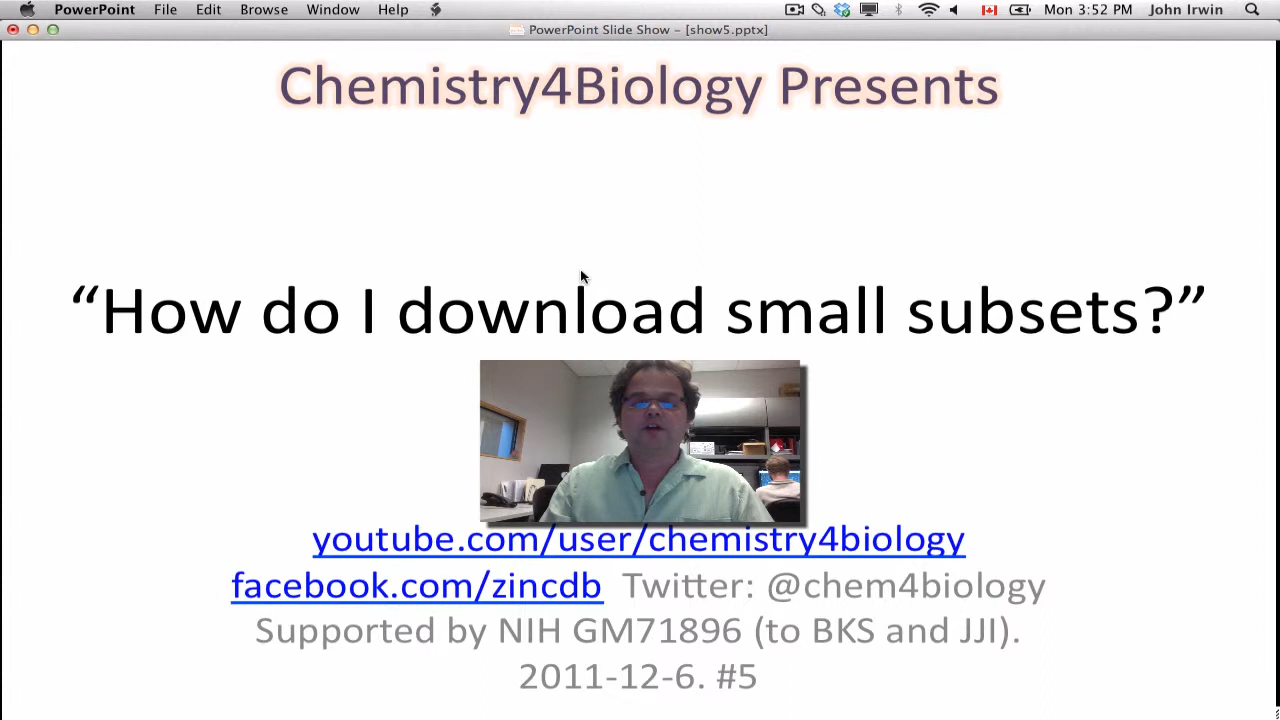 PowerPoint File Edit Browse Window Help Mon 3:52 PM John Irwin
PowerPoint Slide Show – [show5.pptx]
Chemistry4Biology Presents
“How do I download small subsets?”
youtube.com/user/chemistry4biology
facebook.com/zincdb Twitter: @chem4biology
Supported by NIH GM71896 (to BKS and JJI).
2011-12-6. #5